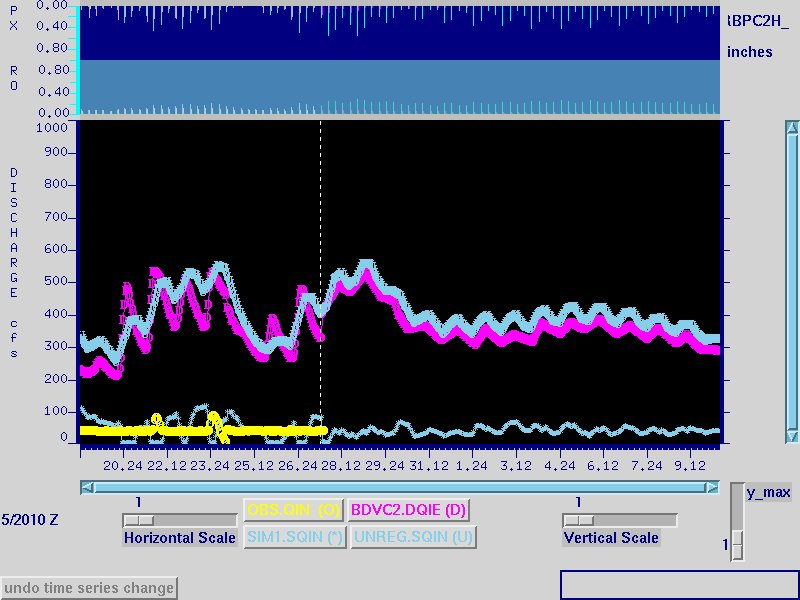 P X
0.00
0.40
0.80
RBPC2H_
inches
R O
0.80
0.40
0.00
DISCHARGE cfs
1000
900
800
700
600
500
400
300
200
100
0
20.24 22.12 23.24 25.12 26.24 28.12 29.24 31.12 1.24 3.12 4.24 6.12 7.24 9.12
5/2010 Z
1
Horizontal Scale
OBS.QIN (O)
BDVC2.DQIE (D)
SIM1.SQIN (*)
UNREG.SQIN (U)
1
Vertical Scale
y_max
1
undo time series change